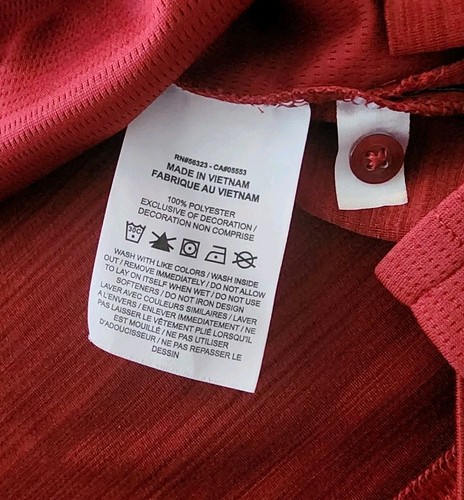 RN#56323 - CA#05553
MADE IN VIETNAM
FABRIQUE AU VIETNAM
100% POLYESTER
EXCLUSIVE OF DECORATION /
DECORATION NON COMPRISE
30
WASH WITH LIKE COLORS / WASH INSIDE
OUT / REMOVE IMMEDIATELY / DO NOT ALLOW
TO LAY ON ITSELF WHEN WET / DO NOT USE
SOFTENERS / DO NOT IRON DESIGN
LAVER AVEC COULEURS SIMILAIRES / LAVER
A L'ENVERS / ENLEVER IMMEDIATEMENT / NE
PAS LAISSER LE VÊTEMENT PLIÉ LORSQU'IL
EST MOUILLÉ / NE PAS UTILISER
D'ADOUCISSEUR / NE PAS REPASSER LE
DESSIN